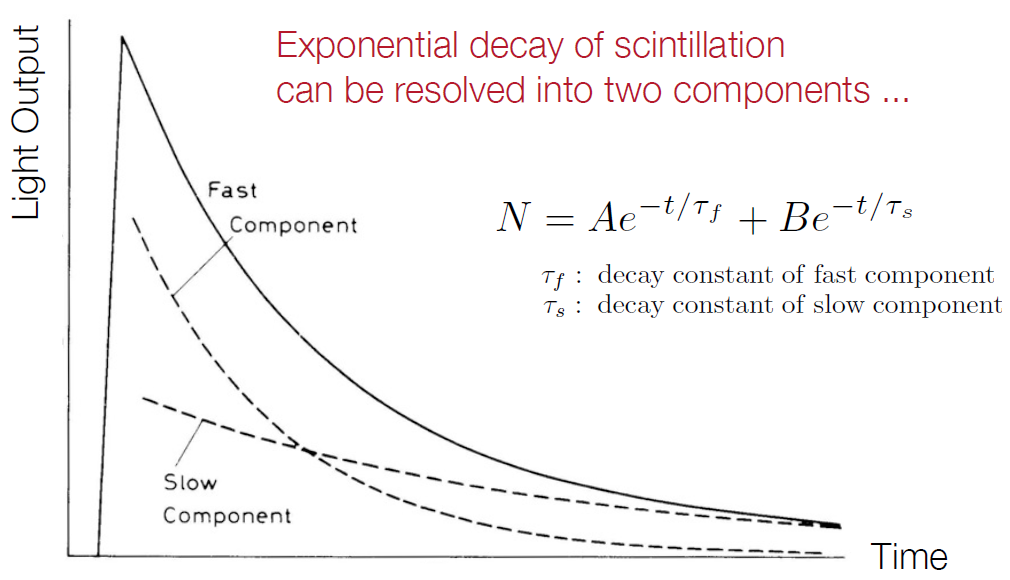 Light Output
Exponential decay of scintillation
can be resolved into two components ...
Fast
Component
N = Ae^{-t/τ_f} + Be^{-t/τ_s}
τ_f : decay constant of fast component
τ_s : decay constant of slow component
Slow
Component
Time